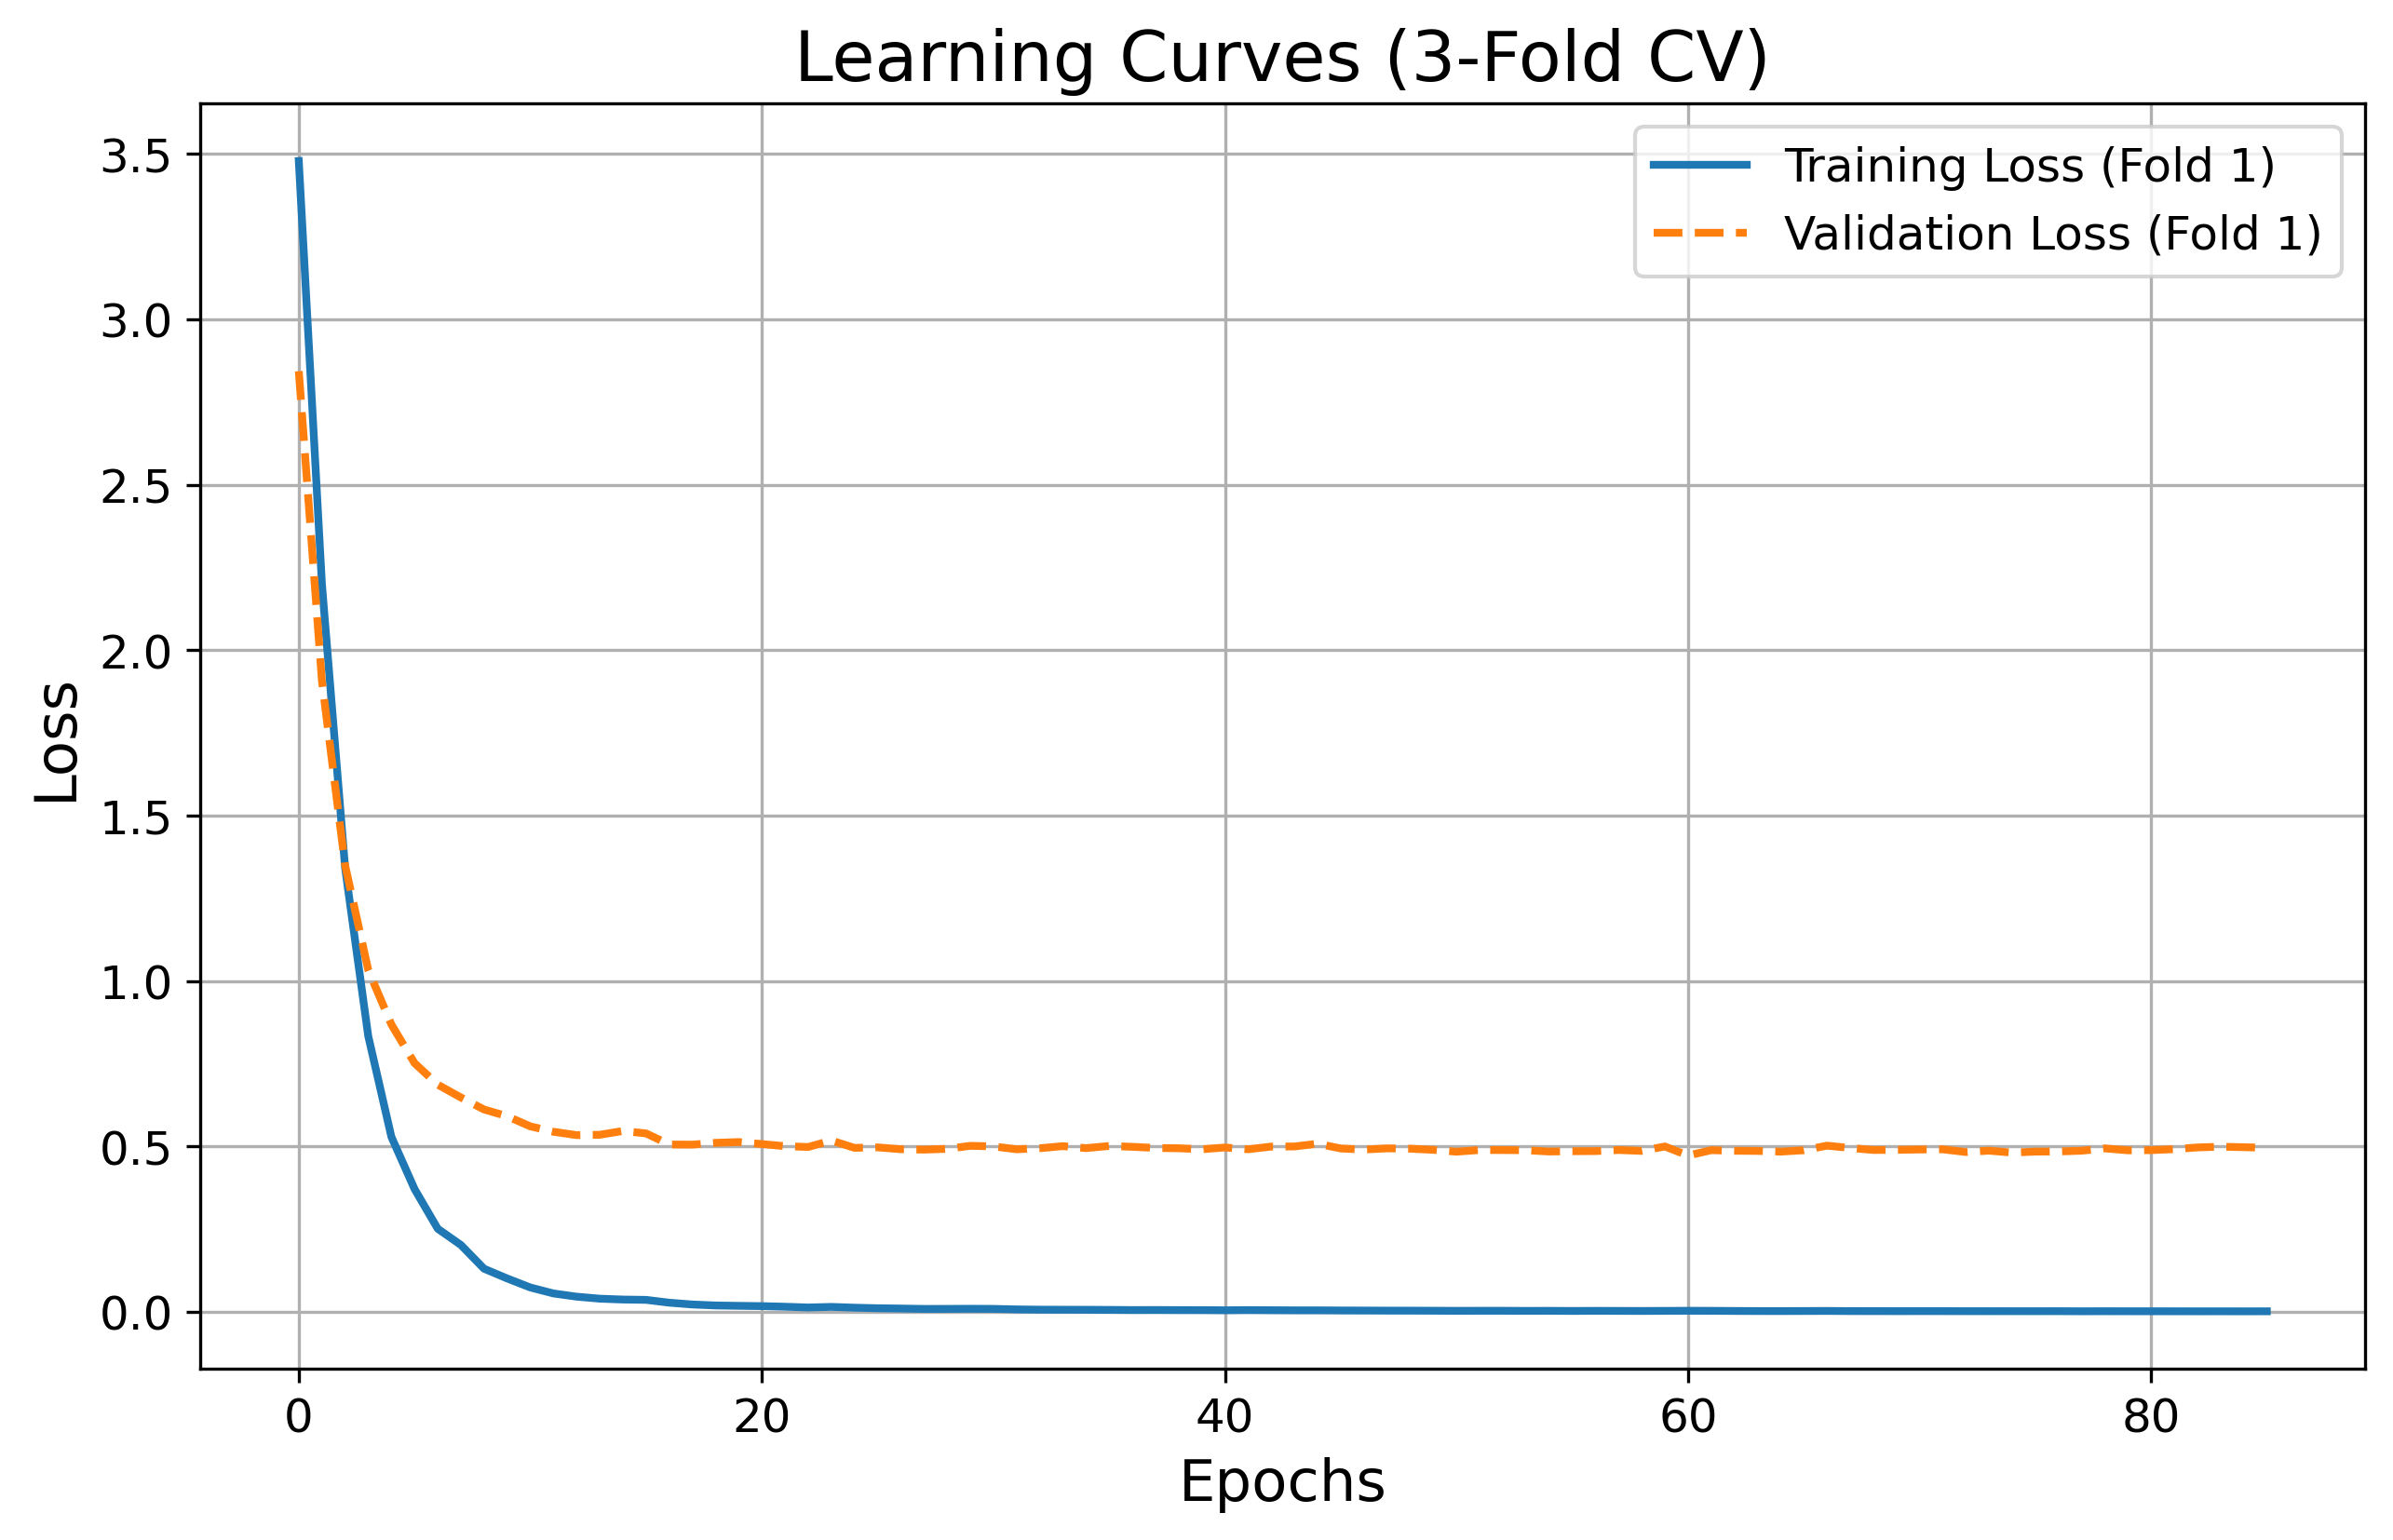 Learning Curves (3-Fold CV)
Training Loss (Fold 1)
Validation Loss (Fold 1)
3.5
3.0
2.5
2.0
1.5
1.0
0.5
0.0
Loss
0 20 40 60 80
Epochs